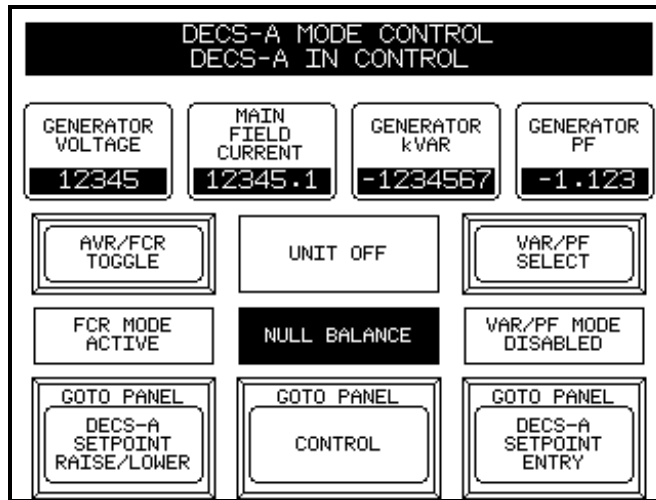 DECS-A MODE CONTROL
DECS-A IN CONTROL
GENERATOR
VOLTAGE
12345
MAIN
FIELD
CURRENT
12345.1
GENERATOR
kVAR
-1234567
GENERATOR
PF
-1.123
AVR/FCR
TOGGLE
UNIT OFF
VAR/PF
SELECT
FCR MODE
ACTIVE
NULL BALANCE
VAR/PF MODE
DISABLED
GOTO PANEL
DECS-A
SETPOINT
RAISE/LOWER
GOTO PANEL
CONTROL
GOTO PANEL
DECS-A
SETPOINT
ENTRY